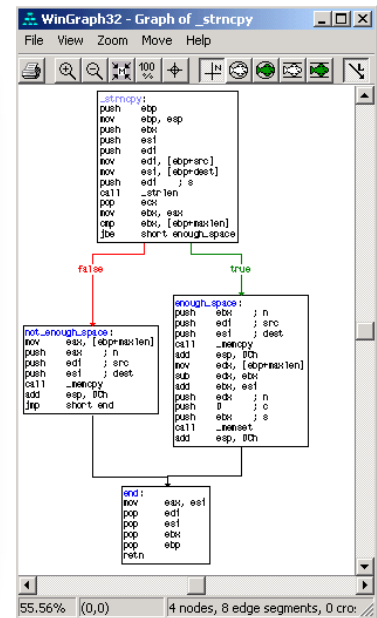 WinGraph32 - Graph of _strncpy
File View Zoom Move Help
100 %
N
_strncpy:
push ebp
mov ebp, esp
push ebx
push esi
push edi
mov edi, [ebp+src]
mov esi, [ebp+dest]
push edi ; s
call _strlen
pop ecx
mov ebx, eax
cmp ebx, [ebp+maxlen]
jbe short enough_space
false
true
not_enough_space:
mov eax, [ebp+maxlen]
push eax ; n
push edi ; src
push esi ; dest
call _memcpy
add esp, 0Ch
jmp short end
enough_space:
push ebx ; n
push edi ; src
push esi ; dest
call _memcpy
add esp, 0Ch
mov edx, [ebp+maxlen]
sub edx, ebx
add ebx, esi
push edx ; n
push 0 ; c
push ebx ; s
call _memset
add esp, 0Ch
end:
mov eax, esi
pop edi
pop esi
pop ebx
pop ebp
retn
55.56% (0,0) 4 nodes, 8 edge segments, 0 cro: